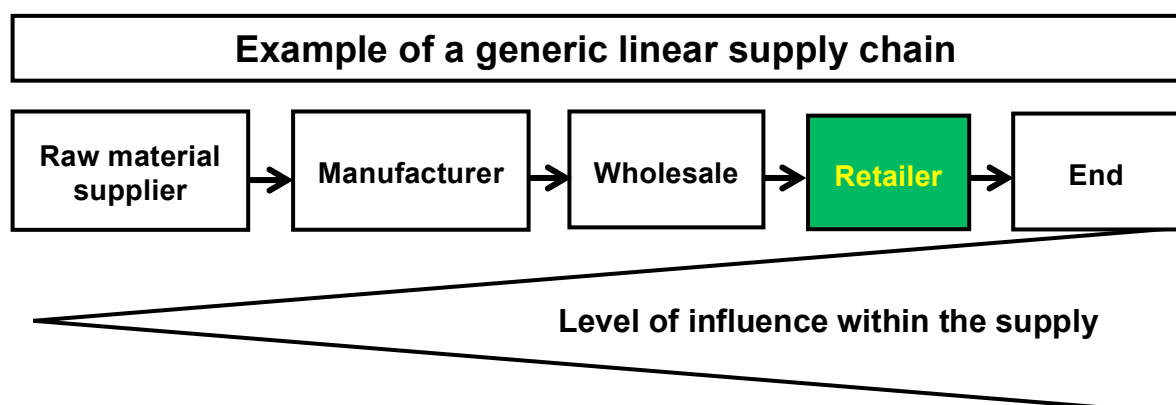 Example of a generic linear supply chain
Raw material
supplier
Manufacturer
Wholesale
Retailer
End
Level of influence within the supply